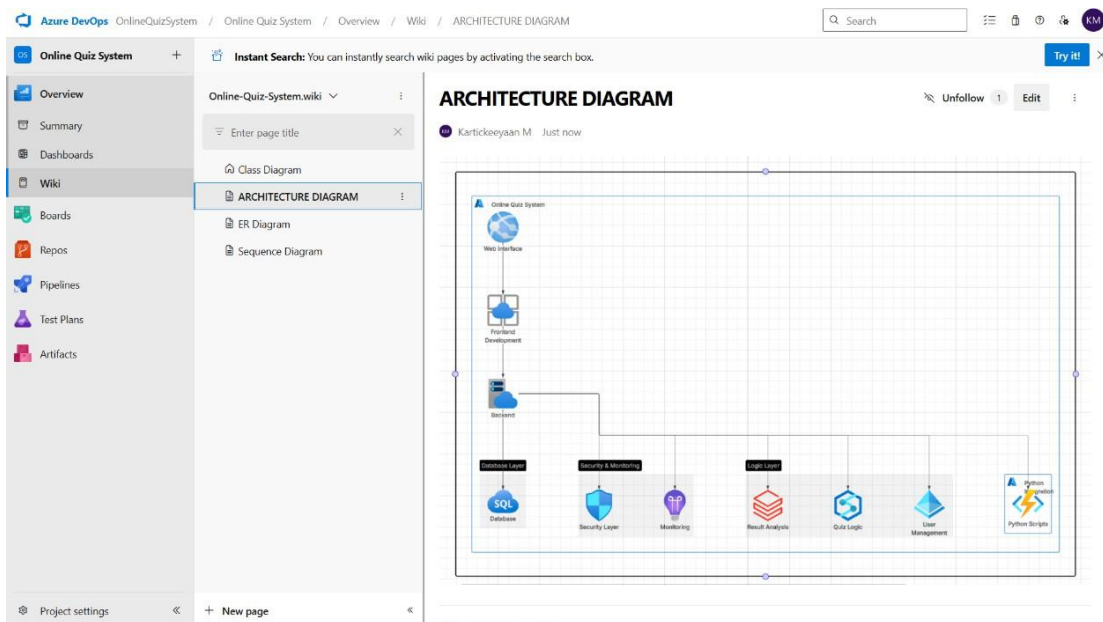 Azure DevOps OnlineQuizSystem / Online Quiz System / Overview / Wiki / ARCHITECTURE DIAGRAM
Search
KM
OS Online Quiz System
Instant Search: You can instantly search wiki pages by activating the search box.
Try it!
Overview
Summary
Dashboards
Wiki
Boards
Repos
Pipelines
Test Plans
Artifacts
Project settings
Online-Quiz-System.wiki
Enter page title
Class Diagram
ARCHITECTURE DIAGRAM
ER Diagram
Sequence Diagram
New page
ARCHITECTURE DIAGRAM
Unfollow 1 Edit
KM Kartickeeyaan M Just now
Online Quiz System
Web Interface
Frontend
Development
Backend
Database Layer
Security & Monitoring
Logic Layer
Python
SQL
Database
Security Layer
Monitoring
Result Analysis
Quiz Logic
User
Management
Python Scripts